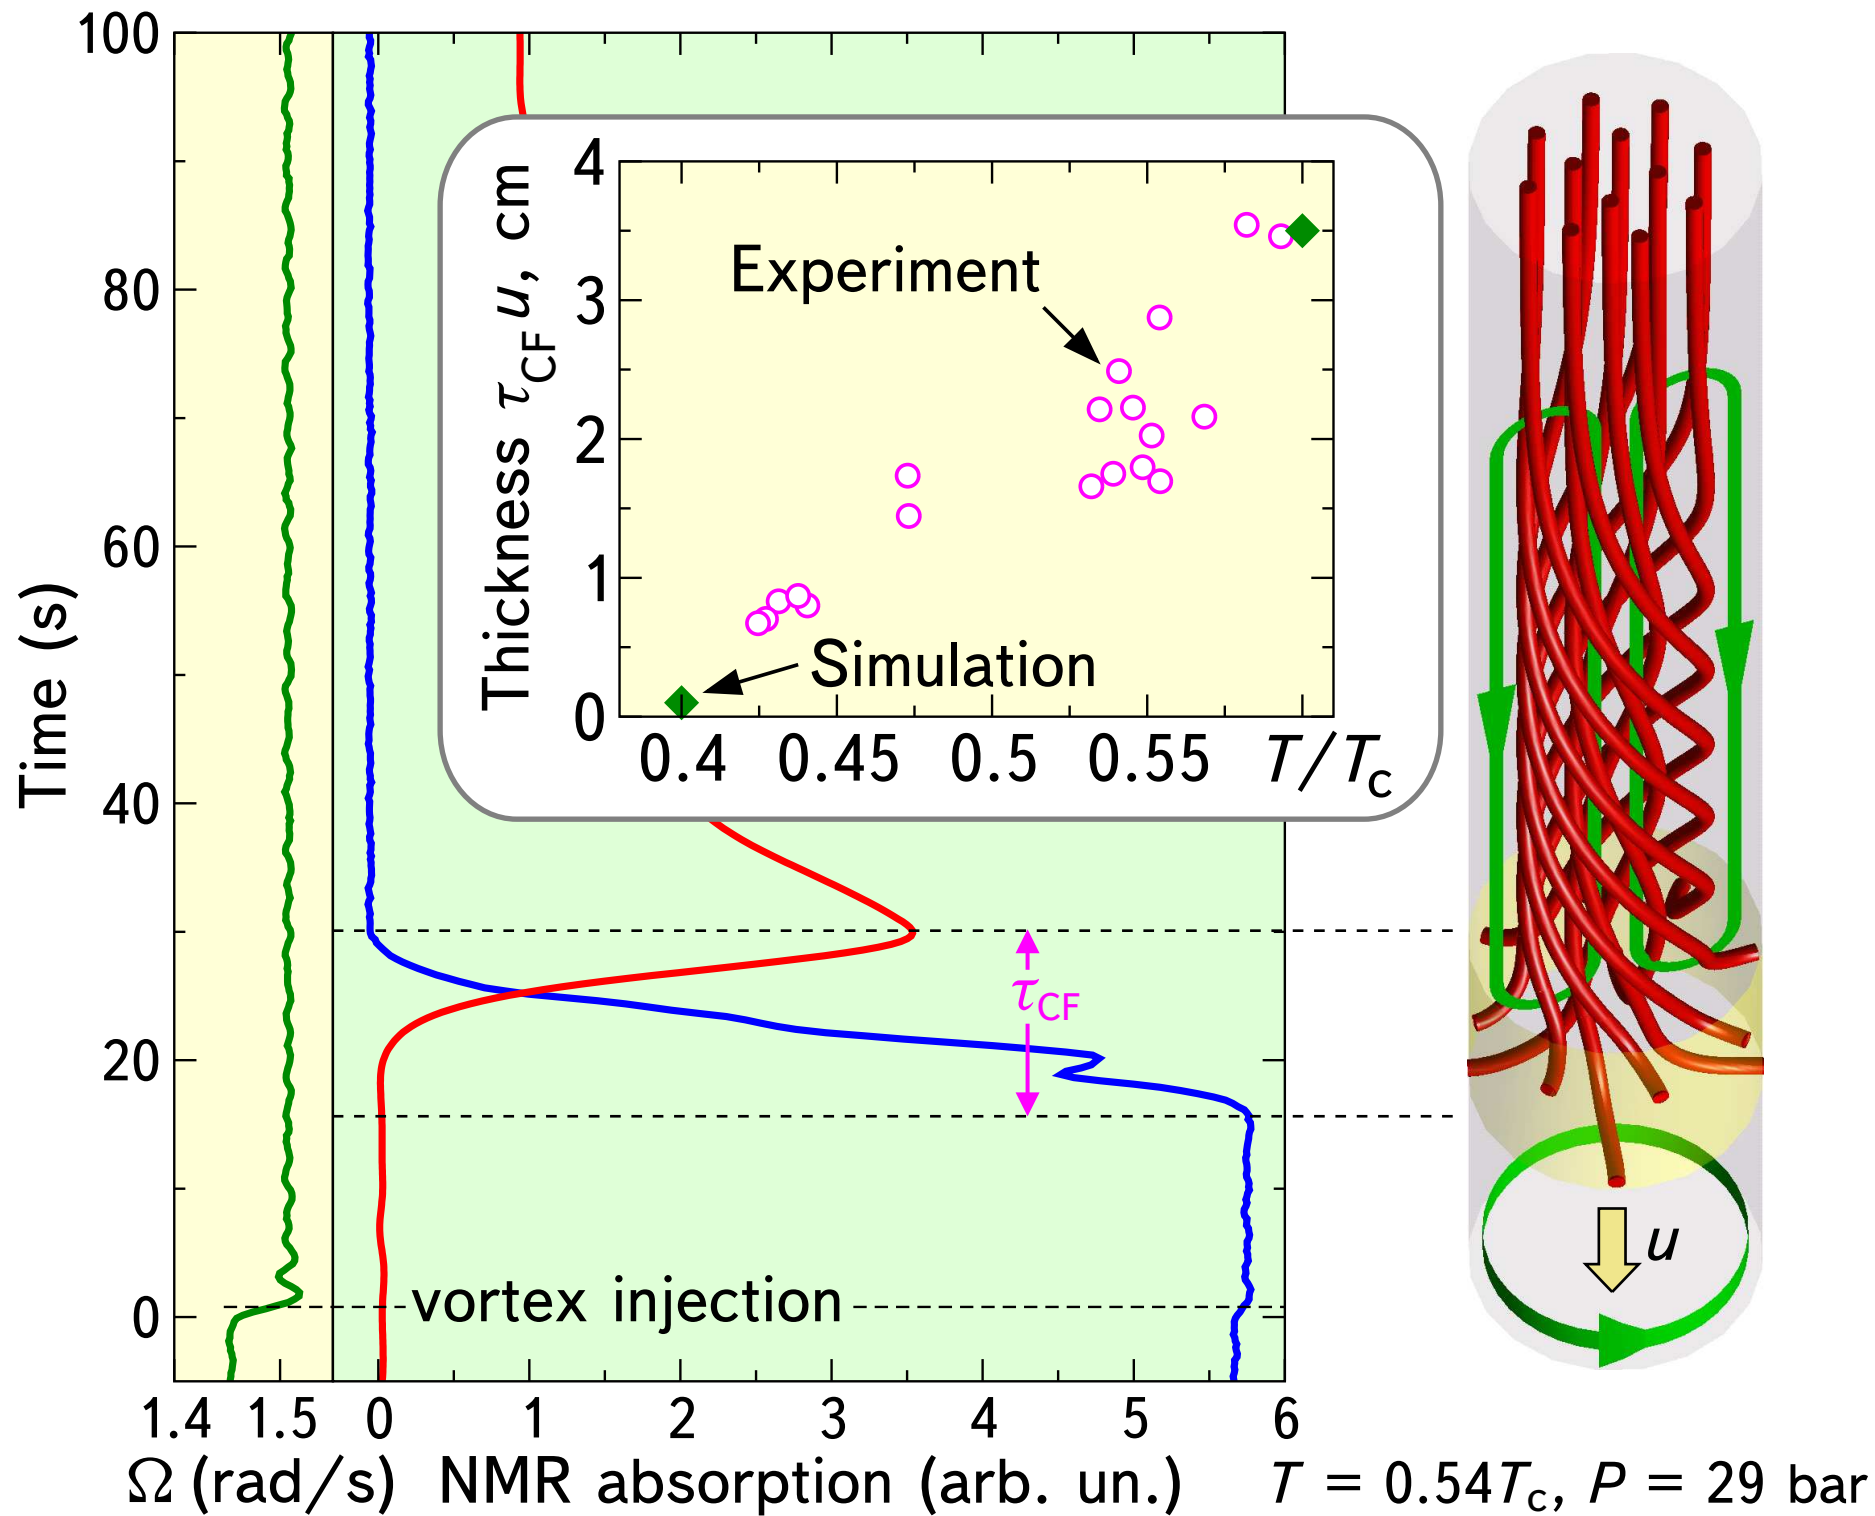 100
80
60
40
20
0
Time (s)
4
3
2
1
0
Thickness τCF u, cm
Experiment
Simulation
0.4 0.45 0.5 0.55 T/Tc
τCF
vortex injection
u
1.4 1.5 0 1 2 3 4 5 6
Ω (rad/s) NMR absorption (arb. un.) T = 0.54Tc, P = 29 bar